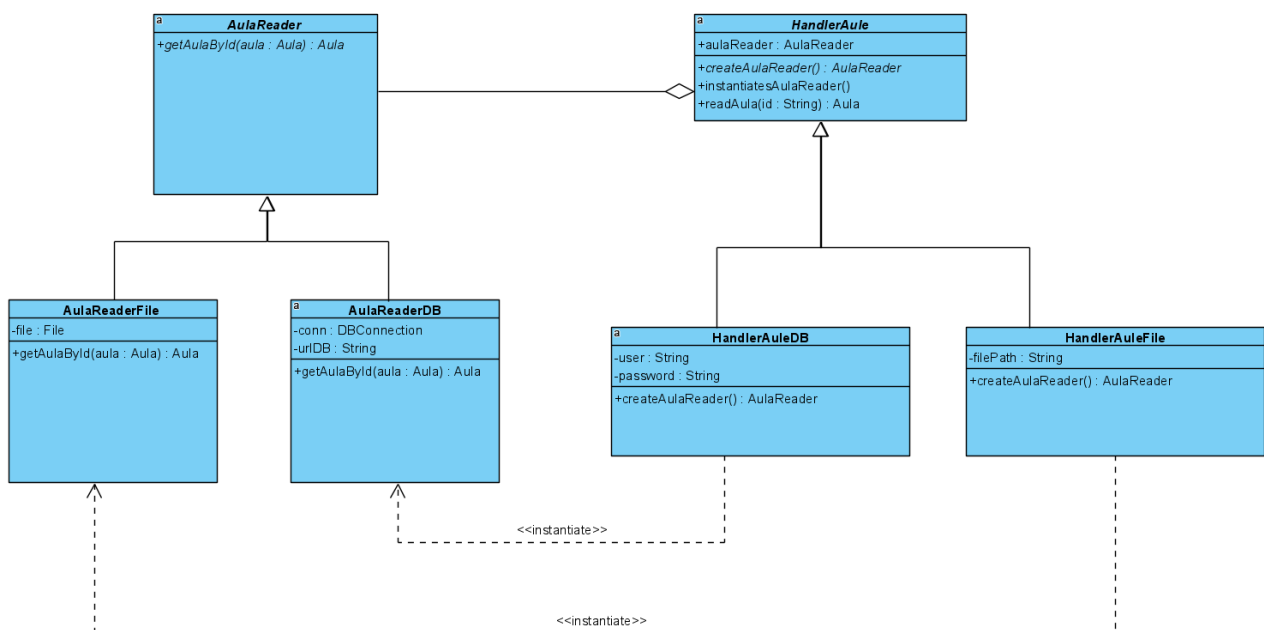 a
AulaReader
+getAulaById(aula : Aula) : Aula
a
HandlerAule
+aulaReader : AulaReader
+createAulaReader() : AulaReader
+instantiatesAulaReader()
+readAula(id : String) : Aula
AulaReaderFile
-file : File
+getAulaById(aula : Aula) : Aula
a
AulaReaderDB
-conn : DBConnection
-urlDB : String
+getAulaById(aula : Aula) : Aula
a
HandlerAuleDB
-user : String
-password : String
+createAulaReader() : AulaReader
HandlerAuleFile
-filePath : String
+createAulaReader() : AulaReader
<<instantiate>>
<<instantiate>>